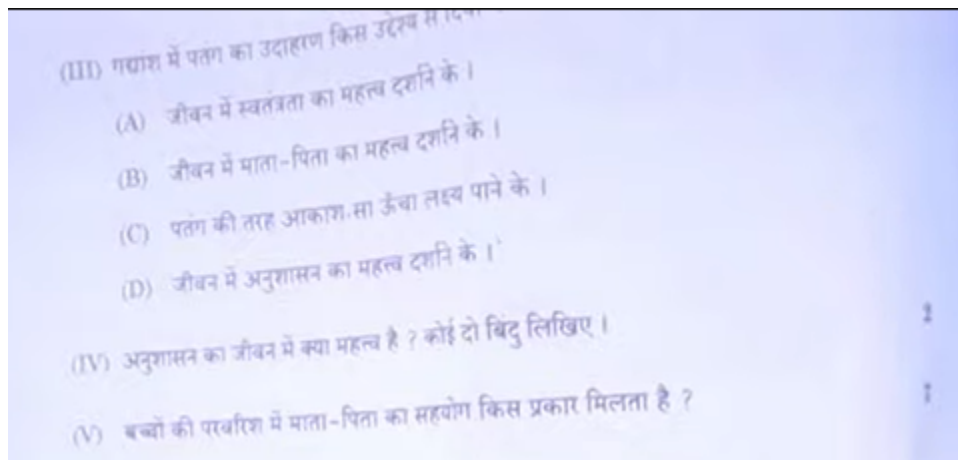 (III) गद्यांश में पतंग का उदाहरण किस उद्देश्य से दिया
(A) जीवन में स्वतंत्रता का महत्त्व दर्शाने के ।
(B) जीवन में माता-पिता का महत्त्व दर्शाने के ।
(C) पतंग की तरह आकाश-सा ऊँचा लक्ष्य पाने के ।
(D) जीवन में अनुशासन का महत्त्व दर्शाने के ।
(IV) अनुशासन का जीवन में क्या महत्त्व है ? कोई दो बिंदु लिखिए । 2
(V) बच्चों की परवरिश में माता-पिता का सहयोग किस प्रकार मिलता है ?